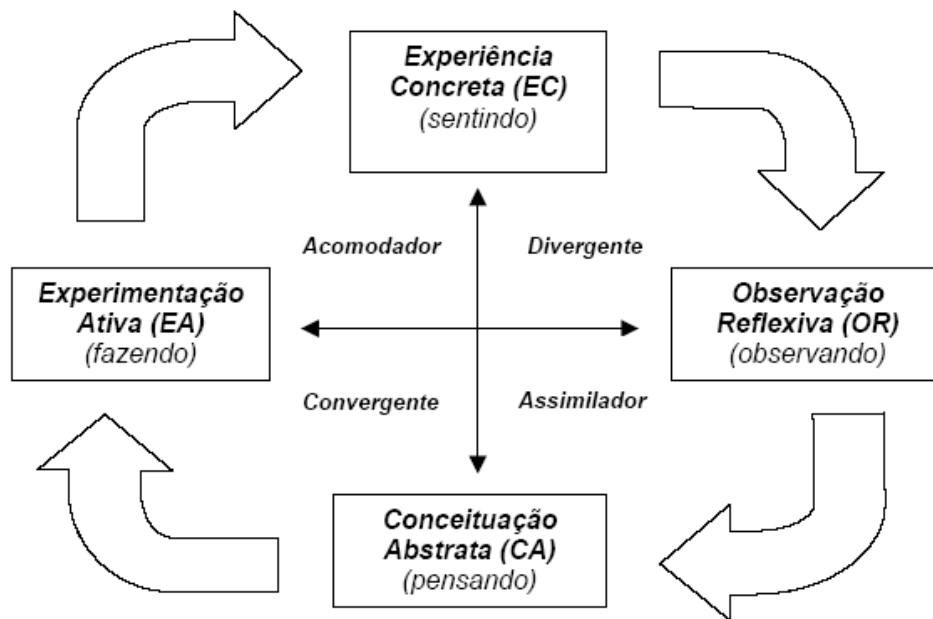 Experiência
Concreta (EC)
(sentindo)
Acomodador
Divergente
Experimentação
Ativa (EA)
(fazendo)
Observação
Reflexiva (OR)
(observando)
Convergente
Assimilador
Conceituação
Abstrata (CA)
(pensando)